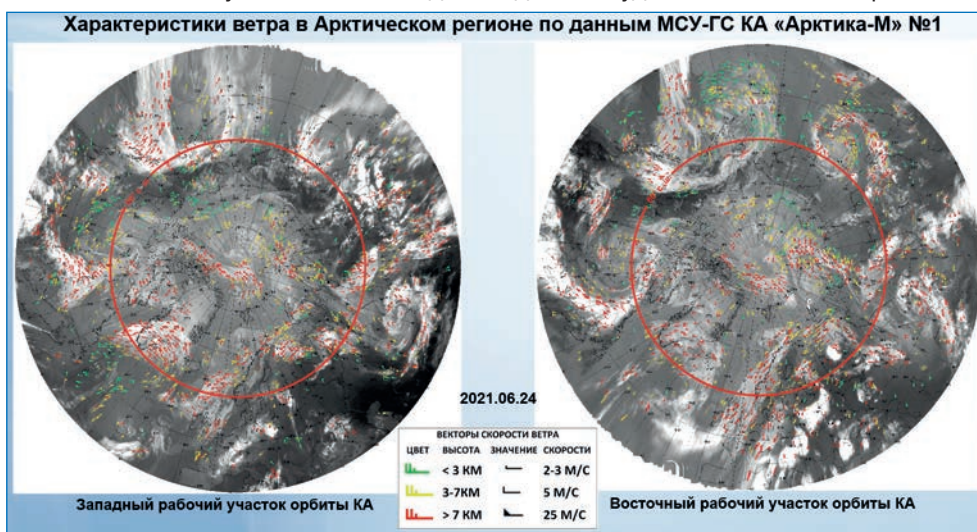 Характеристики ветра в Арктическом регионе по данным МСУ-ГС КА «Арктика-М» №1
2021.06.24
ВЕКТОРЫ СКОРОСТИ ВЕТРА
ЦВЕТ ВЫСОТА ЗНАЧЕНИЕ СКОРОСТИ
< 3 КМ 2-3 М/С
3-7КМ 5 М/С
> 7 КМ 25 М/С
Западный рабочий участок орбиты КА
Восточный рабочий участок орбиты КА